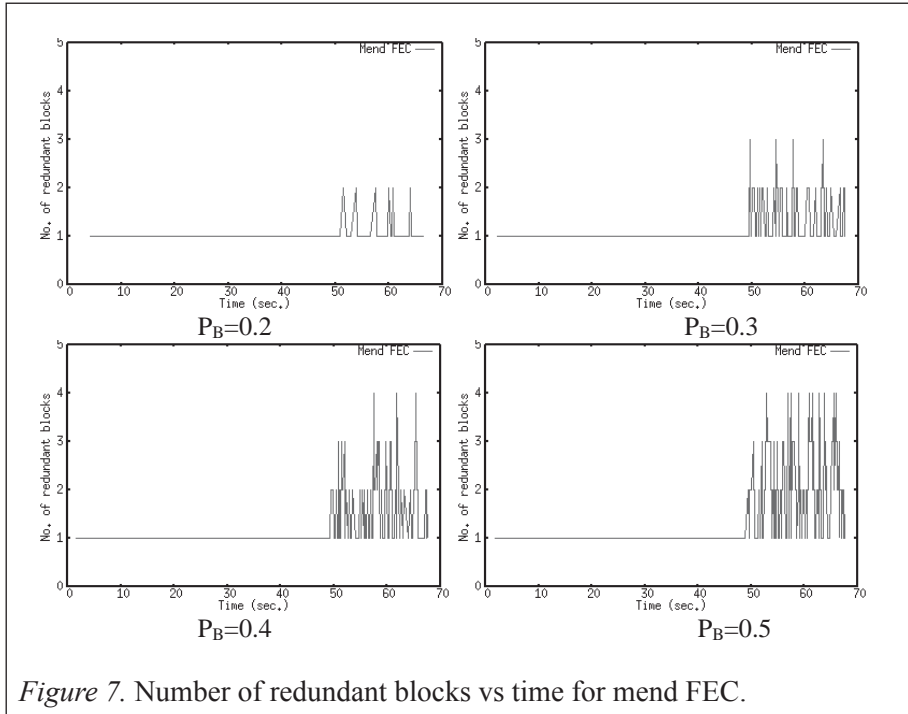 5
Mend FEC
4
3
2
1
0
No. of redundant blocks
0 10 20 30 40 50 60 70
Time (sec.)
P_B=0.2
5
Mend FEC
4
3
2
1
0
No. of redundant blocks
0 10 20 30 40 50 60 70
Time (sec.)
P_B=0.3
5
Mend FEC
4
3
2
1
0
No. of redundant blocks
0 10 20 30 40 50 60 70
Time (sec.)
P_B=0.4
5
Mend FEC
4
3
2
1
0
No. of redundant blocks
0 10 20 30 40 50 60 70
Time (sec.)
P_B=0.5
Figure 7. Number of redundant blocks vs time for mend FEC.